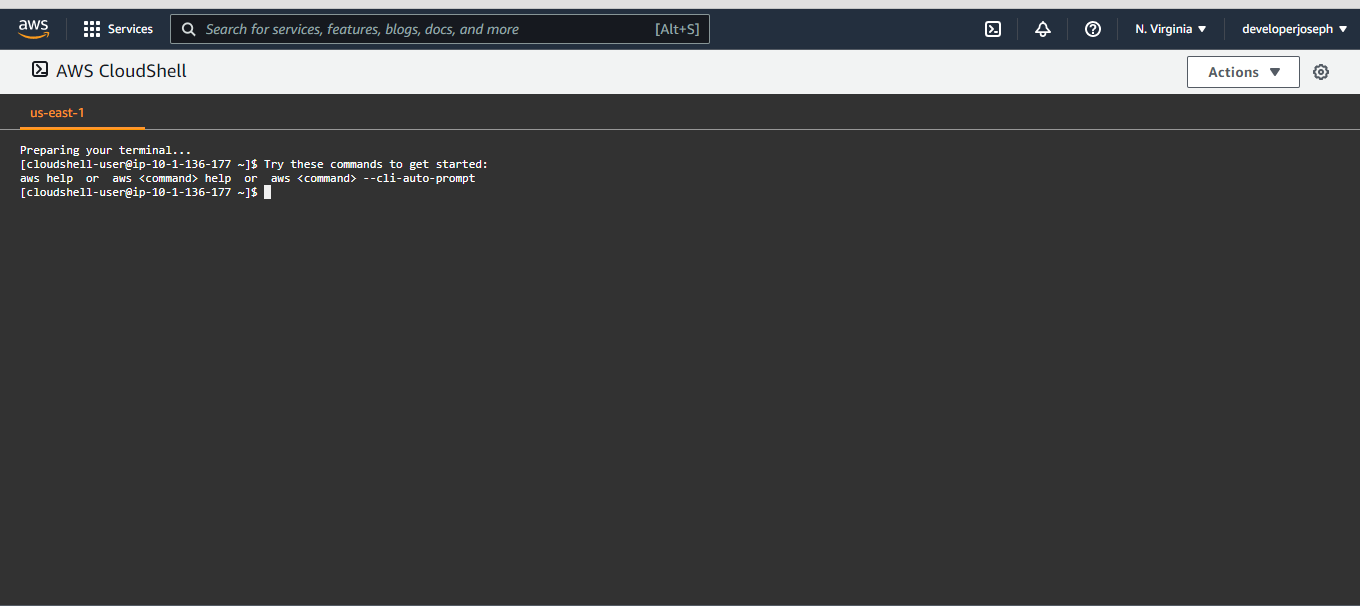 aws
Services
Search for services, features, blogs, docs, and more
[Alt+S]
N. Virginia
developerjoseph
AWS CloudShell
Actions
us-east-1
Preparing your terminal...
[cloudshell-user@ip-10-1-136-177 ~]$ Try these commands to get started:
aws help  or  aws <command> help  or  aws <command> --cli-auto-prompt
[cloudshell-user@ip-10-1-136-177 ~]$